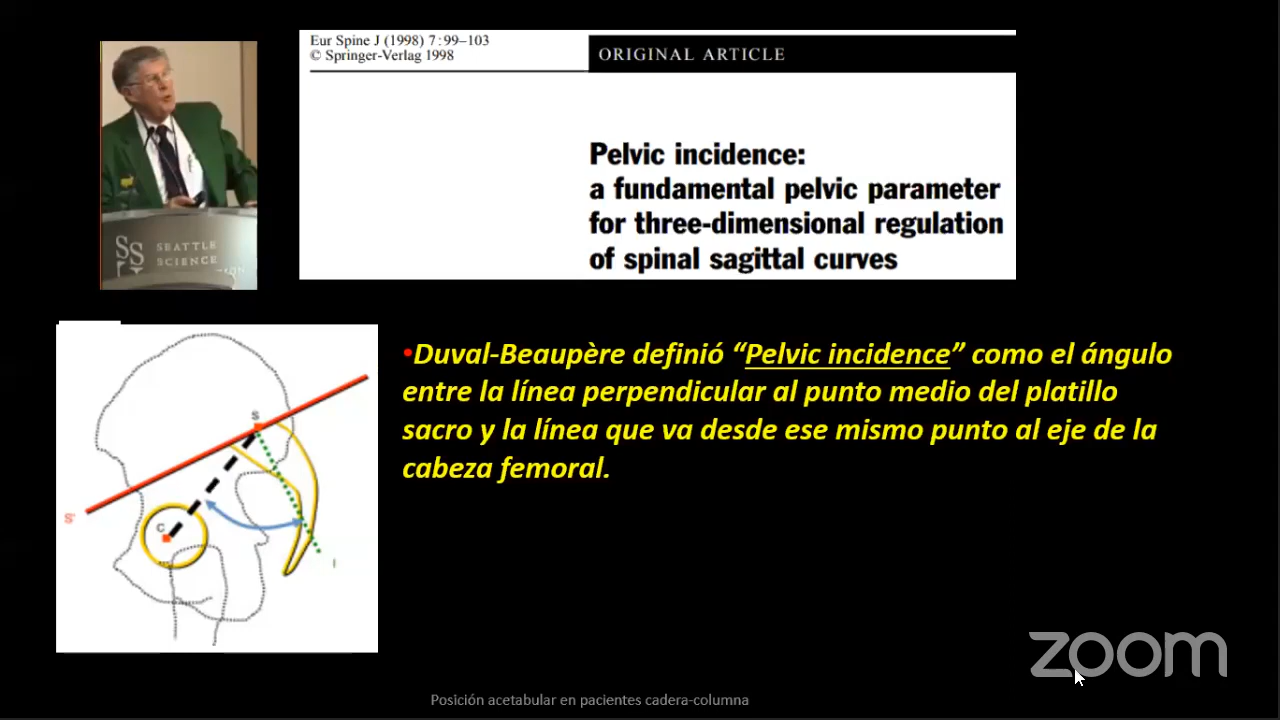 Eur Spine J (1998) 7:99–103
© Springer-Verlag 1998
ORIGINAL ARTICLE
Pelvic incidence:
a fundamental pelvic parameter
for three-dimensional regulation
of spinal sagittal curves
SS
SEATTLE
SCIENCE
•Duval-Beaupère definió “Pelvic incidence” como el ángulo
entre la línea perpendicular al punto medio del platillo
sacro y la línea que va desde ese mismo punto al eje de la
cabeza femoral.
S
S'
C
I
zoom
Posición acetabular en pacientes cadera-columna